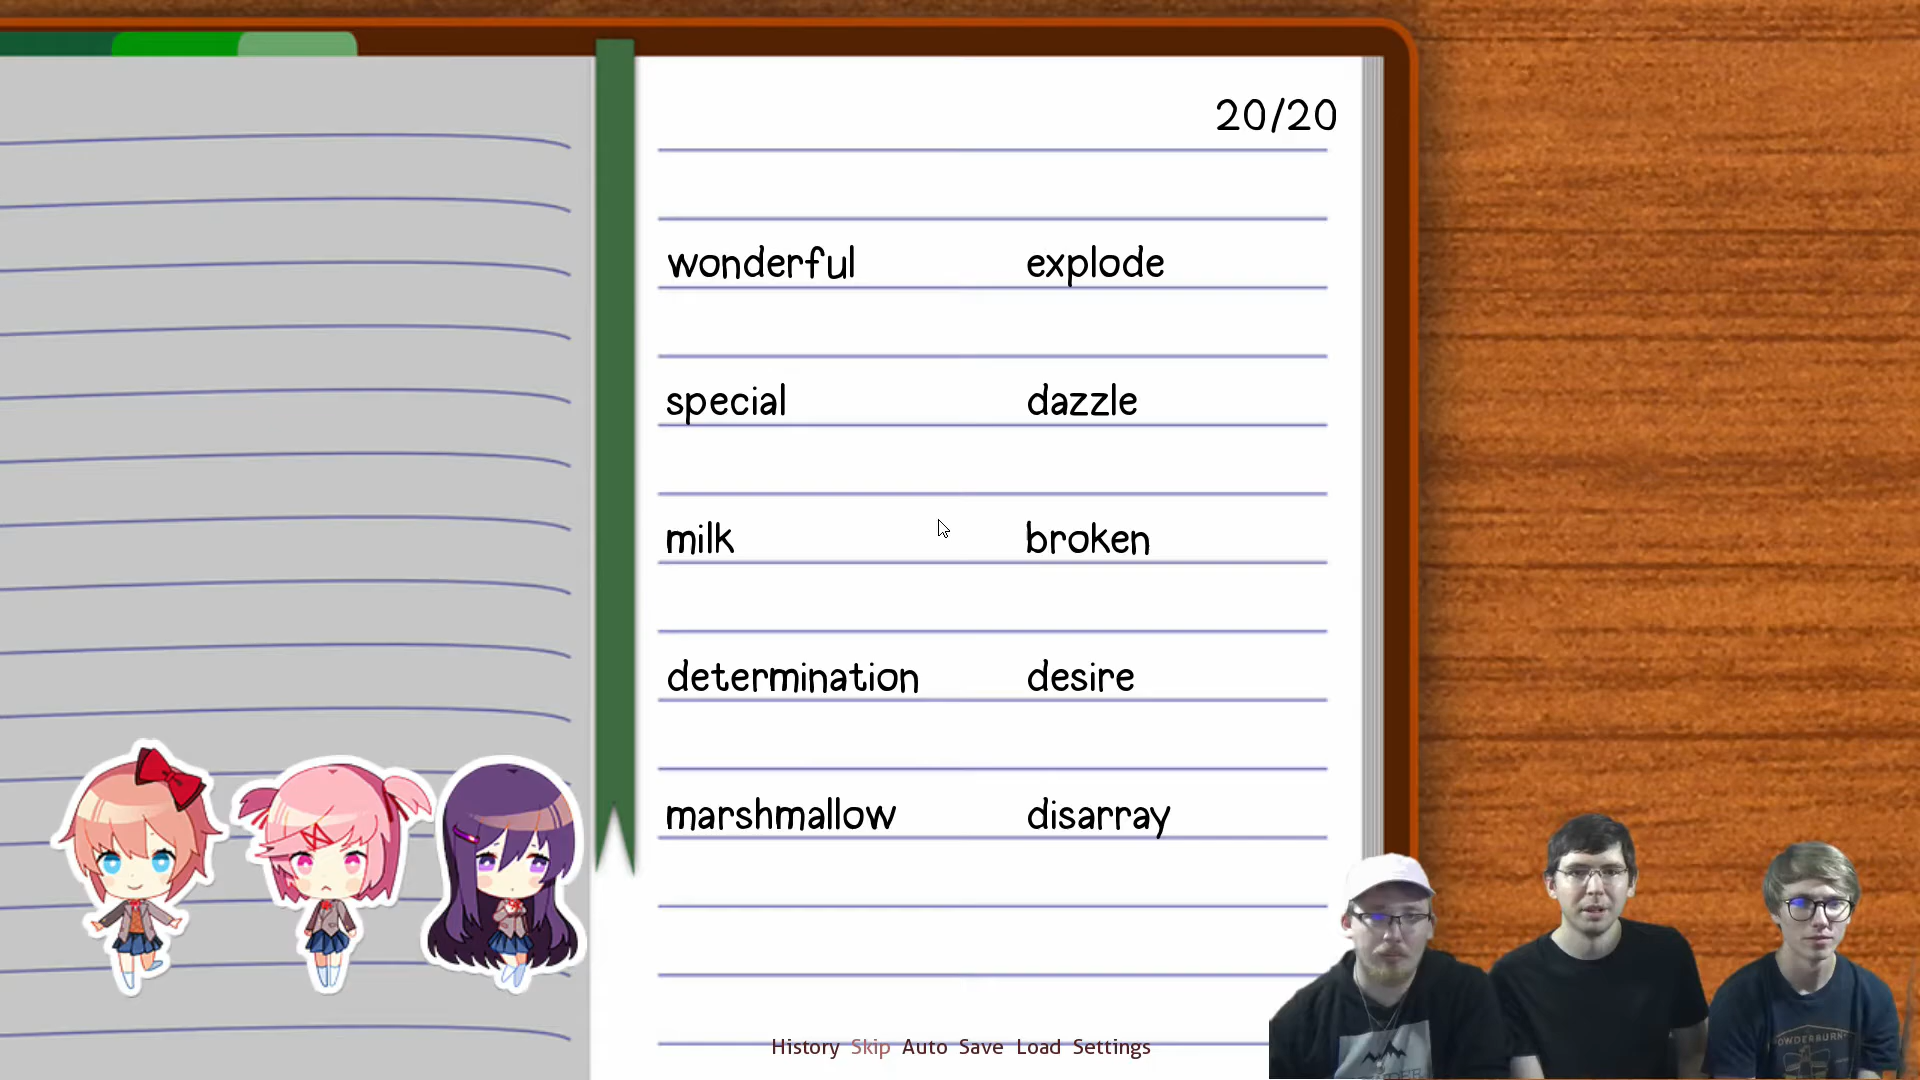 20/20
wonderful explode
special dazzle
milk broken
determination desire
marshmallow disarray
History Skip Auto Save Load Settings